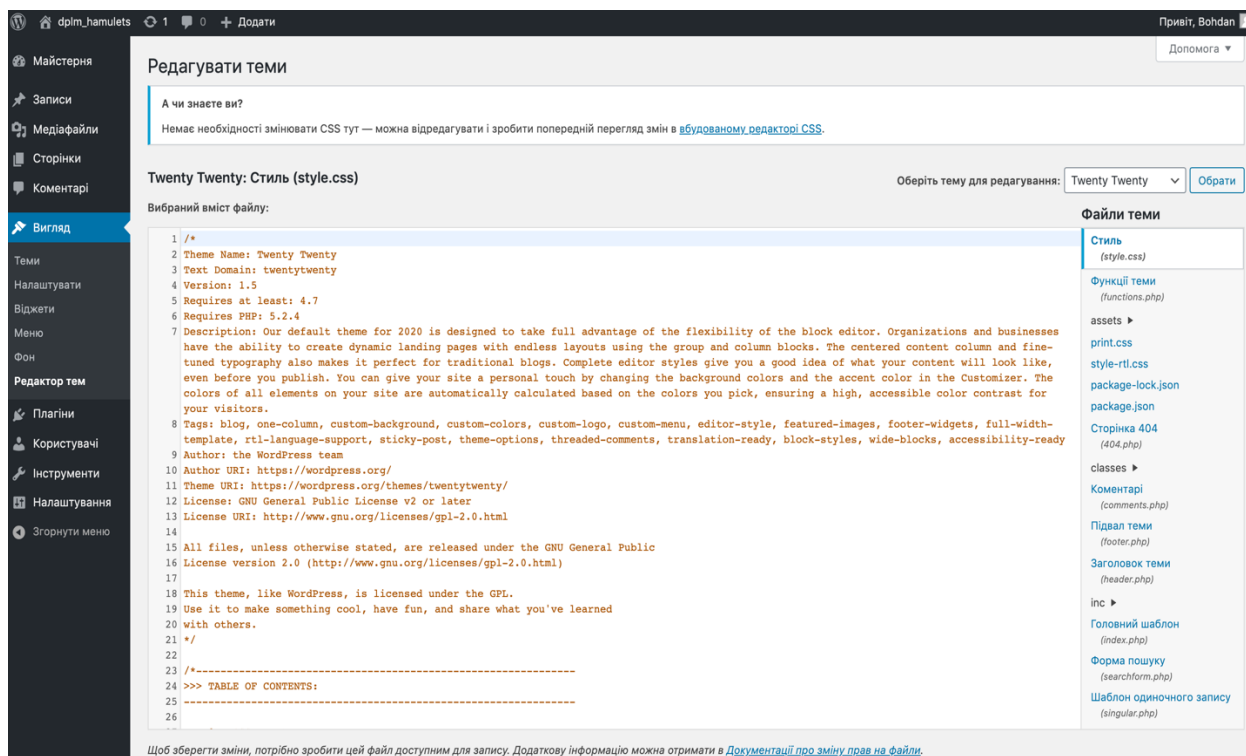 dplm_hamulets 1 0 + Додати Привіт, Bohdan
Допомога ▼
Майстерня
Записи
Медіафайли
Сторінки
Коментарі
Вигляд
Теми
Налаштувати
Віджети
Меню
Фон
Редактор тем
Плагіни
Користувачі
Інструменти
Налаштування
Згорнути меню
Редагувати теми
А чи знаєте ви?
Немає необхідності змінювати CSS тут — можна відредагувати і зробити попередній перегляд змін в вбудованому редакторі CSS.
Twenty Twenty: Стиль (style.css)
Оберіть тему для редагування: Twenty Twenty Обрати
Вибраний вміст файлу:
1 /*
2 Theme Name: Twenty Twenty
3 Text Domain: twentytwenty
4 Version: 1.5
5 Requires at least: 4.7
6 Requires PHP: 5.2.4
7 Description: Our default theme for 2020 is designed to take full advantage of the flexibility of the block editor. Organizations and businesses
have the ability to create dynamic landing pages with endless layouts using the group and column blocks. The centered content column and fine-
tuned typography also makes it perfect for traditional blogs. Complete editor styles give you a good idea of what your content will look like,
even before you publish. You can give your site a personal touch by changing the background colors and the accent color in the Customizer. The
colors of all elements on your site are automatically calculated based on the colors you pick, ensuring a high, accessible color contrast for
your visitors.
8 Tags: blog, one-column, custom-background, custom-colors, custom-logo, custom-menu, editor-style, featured-images, footer-widgets, full-width-
template, rtl-language-support, sticky-post, theme-options, threaded-comments, translation-ready, block-styles, wide-blocks, accessibility-ready
9 Author: the WordPress team
10 Author URI: https://wordpress.org/
11 Theme URI: https://wordpress.org/themes/twentytwenty/
12 License: GNU General Public License v2 or later
13 License URI: http://www.gnu.org/licenses/gpl-2.0.html
14
15 All files, unless otherwise stated, are released under the GNU General Public
16 License version 2.0 (http://www.gnu.org/licenses/gpl-2.0.html)
17
18 This theme, like WordPress, is licensed under the GPL.
19 Use it to make something cool, have fun, and share what you've learned
20 with others.
21 */
22
23 /*--------------------------------------------------------------
24 >>> TABLE OF CONTENTS:
25 ----------------------------------------------------------------
26
Файли теми
Стиль
(style.css)
Функції теми
(functions.php)
assets ▶
print.css
style-rtl.css
package-lock.json
package.json
Сторінка 404
(404.php)
classes ▶
Коментарі
(comments.php)
Підвал теми
(footer.php)
Заголовок теми
(header.php)
inc ▶
Головний шаблон
(index.php)
Форма пошуку
(searchform.php)
Шаблон одиночного запису
(singular.php)
Щоб зберегти зміни, потрібно зробити цей файл доступним для запису. Додаткову інформацію можна отримати в Документації про зміну прав на файли.